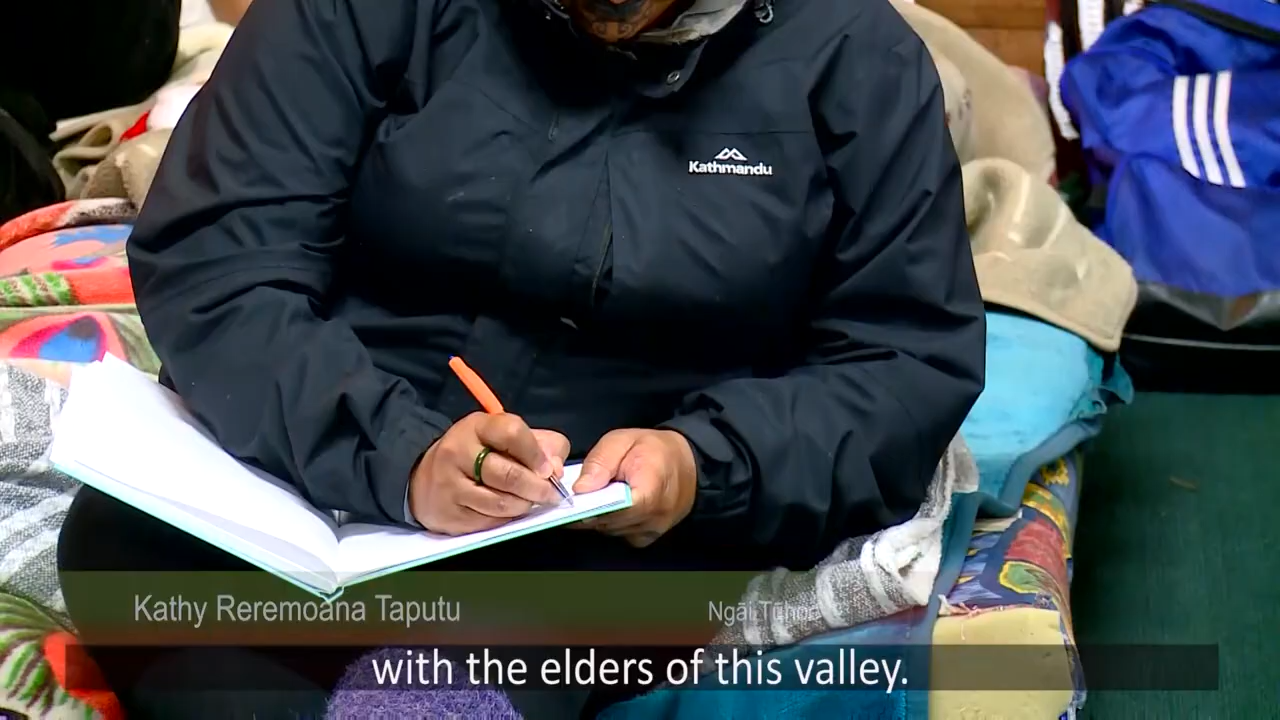 Kathmandu
Kathy Reremoana Taputu
Ngāi Tūhoe
with the elders of this valley.